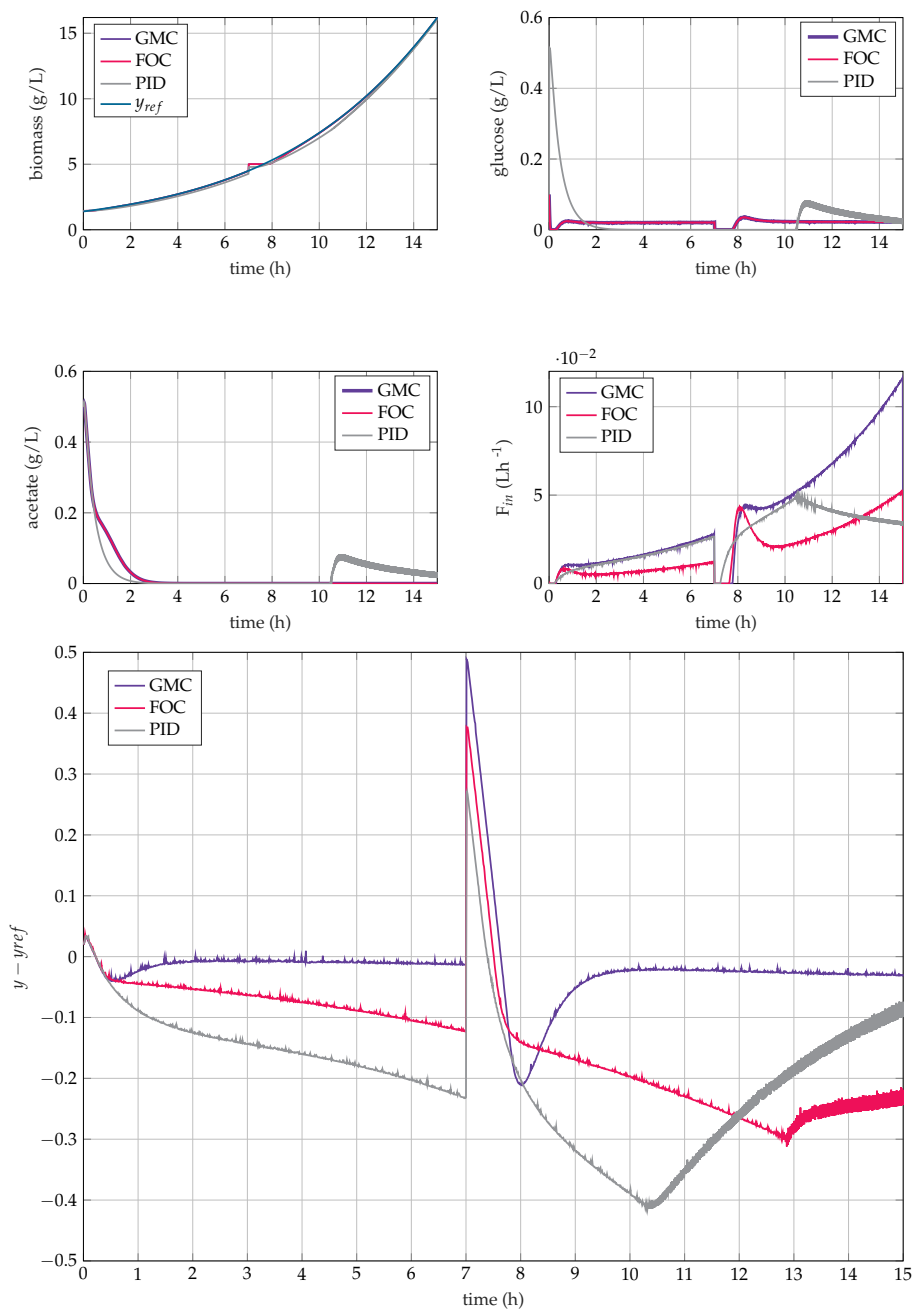 15
10
5
0
0
2
4
6
8
10
12
14
biomass (g/L)
time (h)
GMC
FOC
PID
y_ref
0.6
0.4
0.2
0
0
2
4
6
8
10
12
14
glucose (g/L)
time (h)
GMC
FOC
PID
0.6
0.4
0.2
0
0
2
4
6
8
10
12
14
acetate (g/L)
time (h)
GMC
FOC
PID
·10⁻²
10
5
0
0
2
4
6
8
10
12
14
F_in (Lh⁻¹)
time (h)
GMC
FOC
PID
0.5
0.4
0.3
0.2
0.1
0
−0.1
−0.2
−0.3
−0.4
−0.5
0
1
2
3
4
5
6
7
8
9
10
11
12
13
14
15
y − yref
time (h)
GMC
FOC
PID